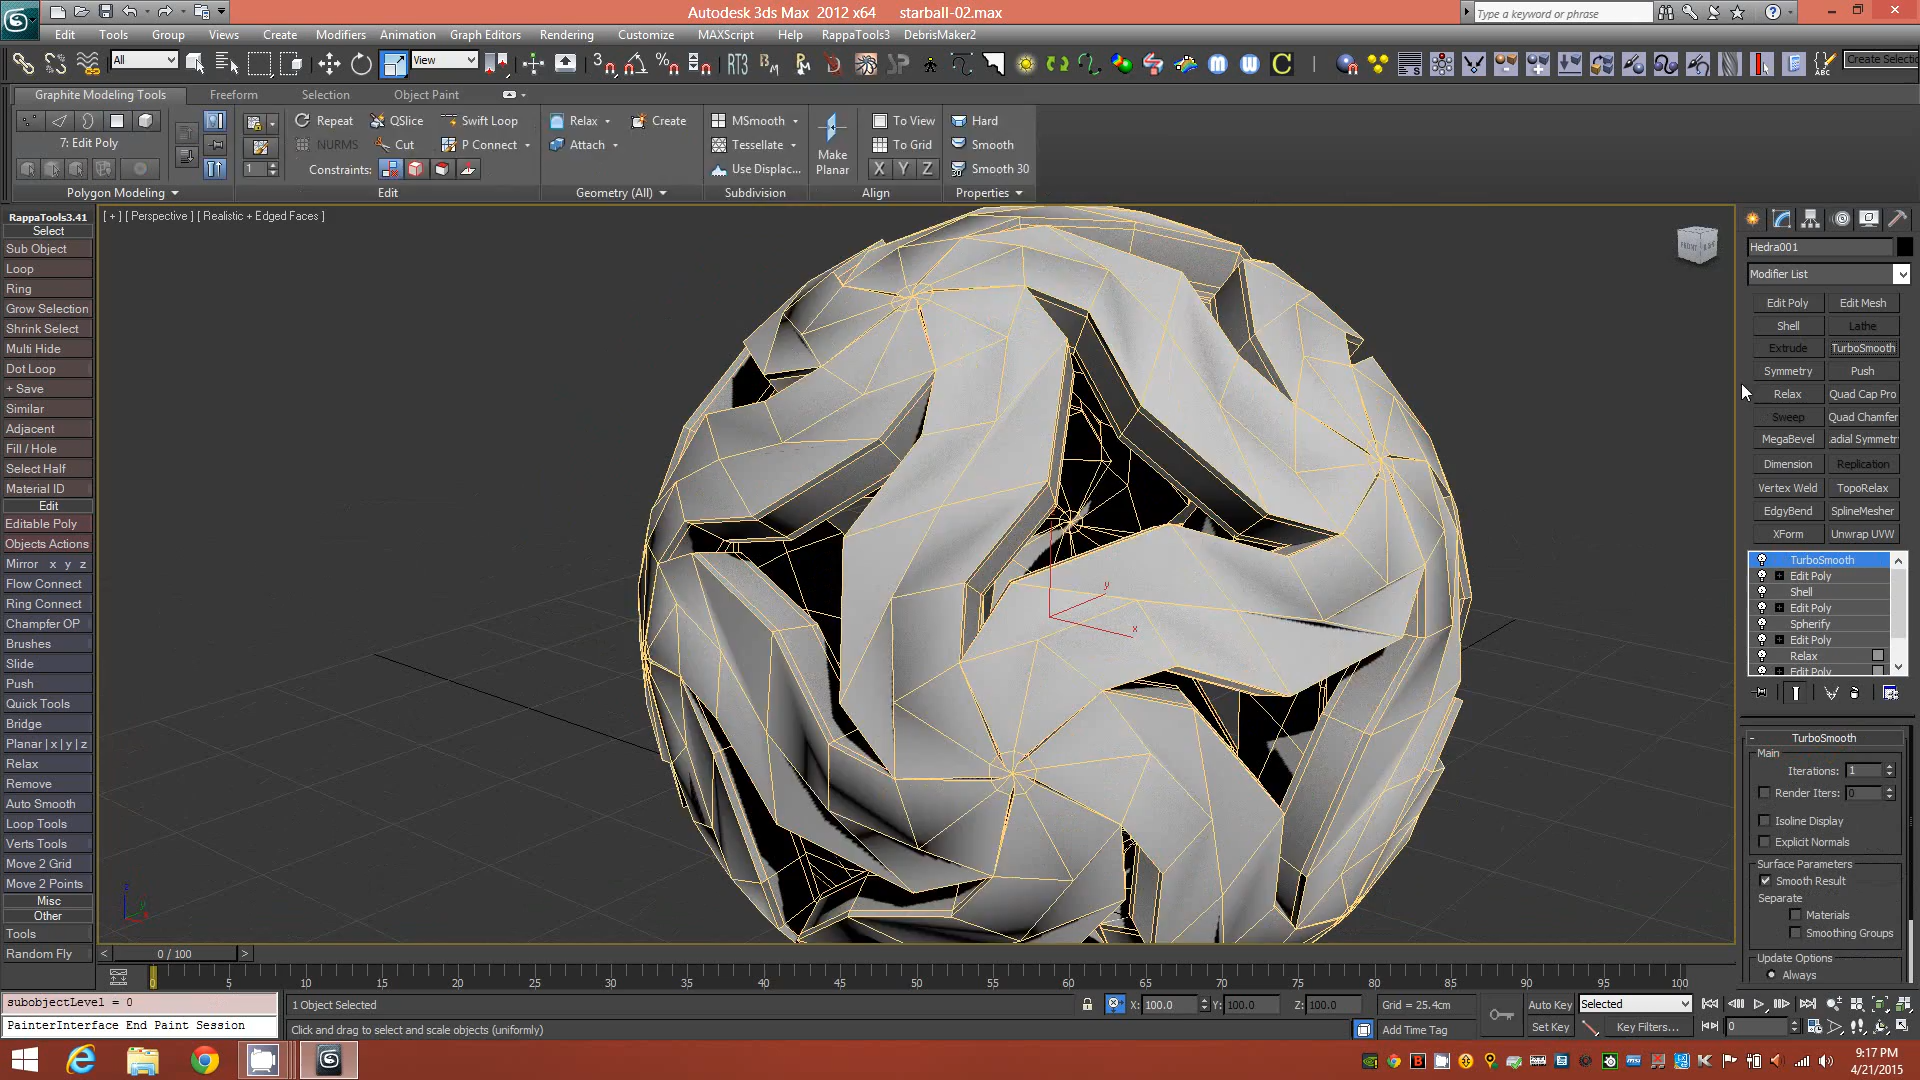 Autodesk 3ds Max 2012 x64 starball-02.max
Type a keyword or phrase
Edit Tools Group Views Create Modifiers Animation Graph Editors Rendering Customize MAXScript Help RappaTools3 DebrisMaker2
All View RT3 Create Selectio
Graphite Modeling Tools Freeform Selection Object Paint
Repeat QSlice Swift Loop Relax Create MSmooth To View Hard
7: Edit Poly NURMS Cut P Connect Attach Tessellate Make Planar To Grid Smooth
1 Constraints: Use Displac... X Y Z Smooth 30
Polygon Modeling Edit Geometry (All) Subdivision Align Properties
RappaTools3.41
Select
Sub Object
Loop
Ring
Grow Selection
Shrink Select
Multi Hide
Dot Loop
+ Save
Similar
Adjacent
Fill / Hole
Select Half
Material ID
Edit
Editable Poly
Objects Actions
Mirror x y z
Flow Connect
Ring Connect
Champfer OP
Brushes
Slide
Push
Quick Tools
Bridge
Planar | x | y | z
Relax
Remove
Auto Smooth
Loop Tools
Verts Tools
Move 2 Grid
Move 2 Points
Misc
Other
Tools
Random Fly
[ + ] [ Perspective ] [ Realistic + Edged Faces ]
y
x
Hedra001
Modifier List
Edit Poly Edit Mesh
Shell Lathe
Extrude TurboSmooth
Symmetry Push
Relax Quad Cap Pro
Sweep Quad Chamfer
MegaBevel adial Symmetr
Dimension Replication
Vertex Weld TopoRelax
EdgyBend SplineMesher
XForm Unwrap UVW
TurboSmooth
Edit Poly
Shell
Edit Poly
Spherify
Edit Poly
Relax
Edit Poly
- TurboSmooth
Main
Iterations: 1
Render Iters: 0
Isoline Display
Explicit Normals
Surface Parameters
Smooth Result
Separate
Materials
Smoothing Groups
Update Options
Always
< 0 / 100 >
0 5 10 15 20 25 30 35 40 45 50 55 60 65 70 75 80 85 90 95 100
subobjectLevel = 0
PainterInterface End Paint Session
1 Object Selected X: 100.0 Y: 100.0 Z: 100.0 Grid = 25.4cm Auto Key Selected
Click and drag to select and scale objects (uniformly) Add Time Tag Set Key Key Filters... 0
9:17 PM
4/21/2015